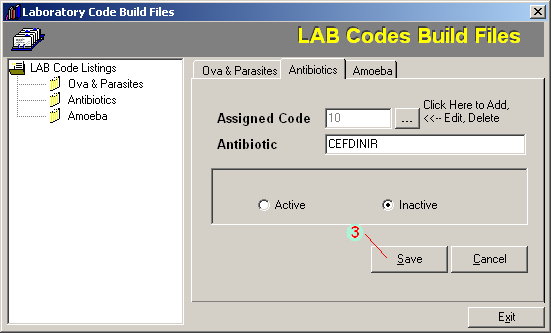 Laboratory Code Build Files
LAB Codes Build Files
LAB Code Listings
Ova & Parasites
Antibiotics
Amoeba
Ova & Parasites
Antibiotics
Amoeba
Assigned Code
10
...
Click Here to Add,
<<-- Edit, Delete
Antibiotic
CEFDINIR
Active
Inactive
3
Save
Cancel
Exit